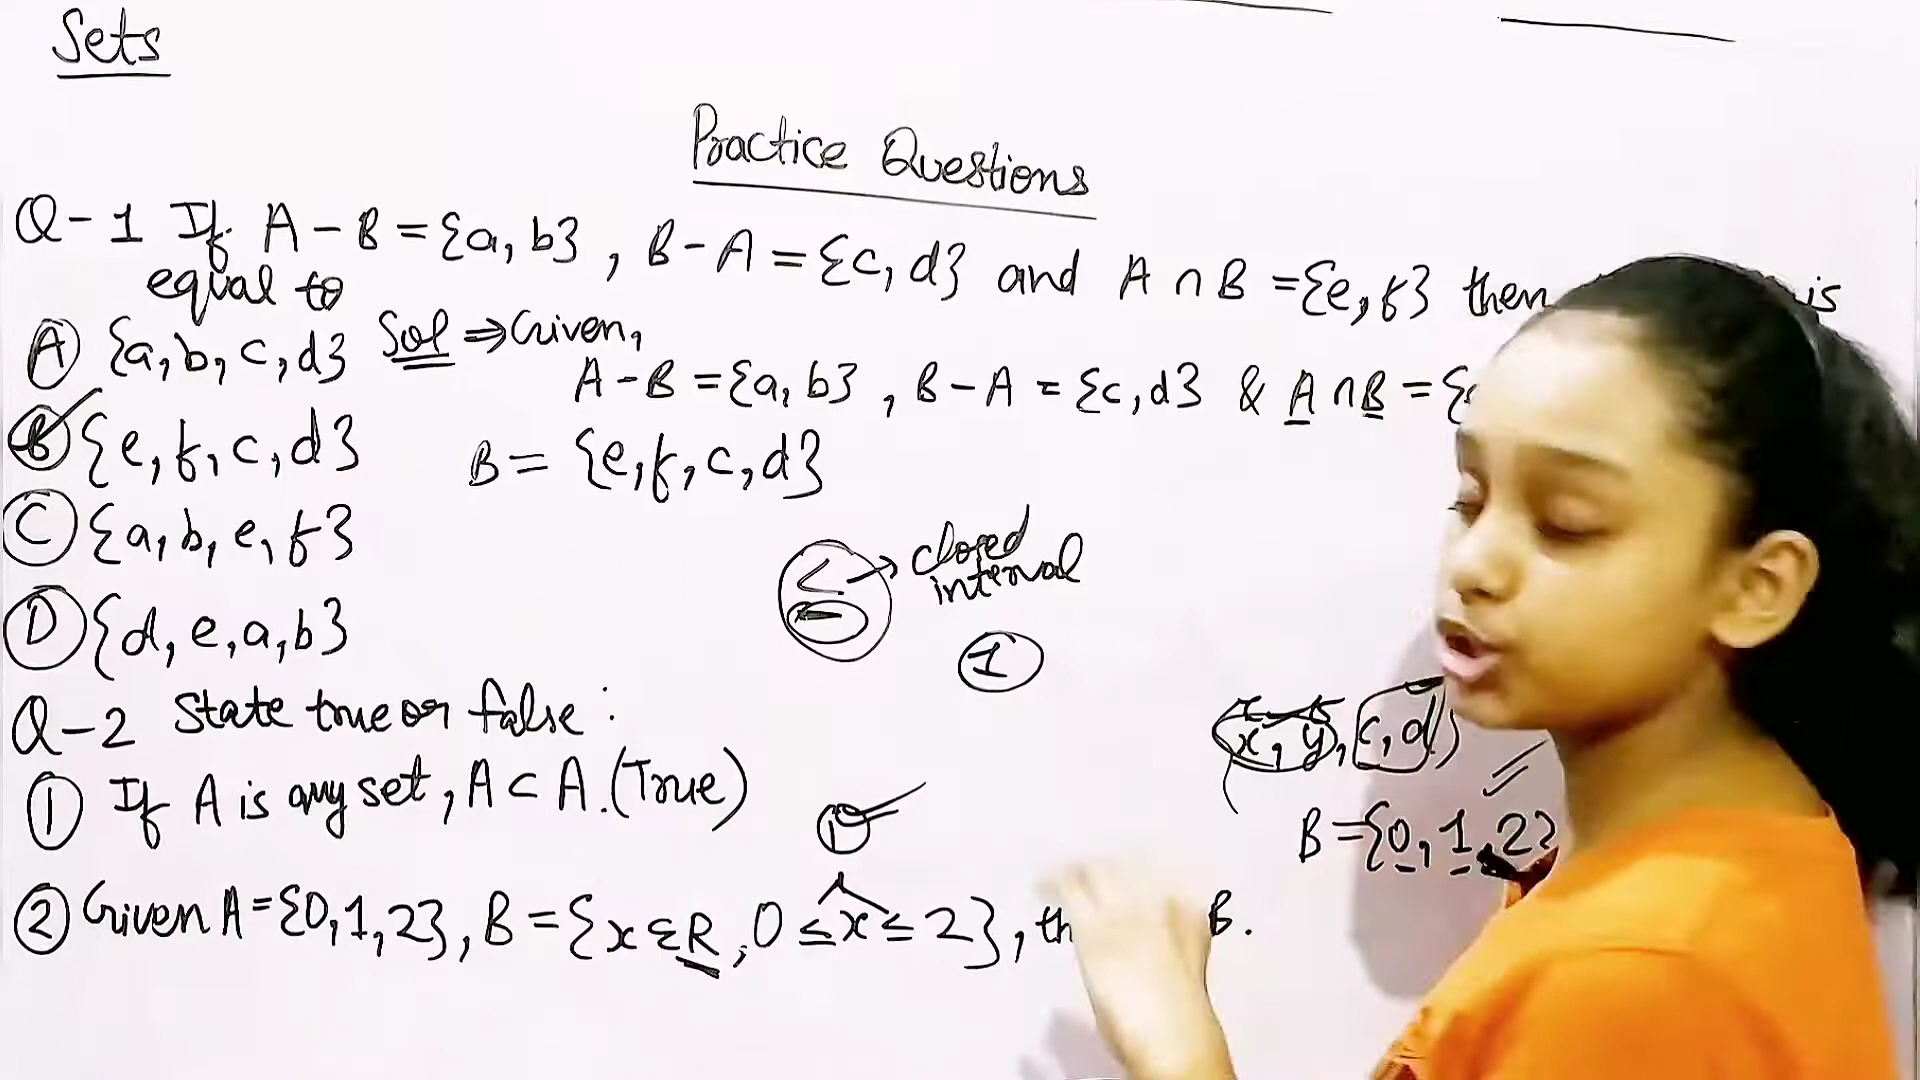 Sets
Practice Questions
Q-1 If A-B={a, b}, B-A={c, d} and A∩B={e, f} then is
equal to
Ⓐ {a, b, c, d} Sol ⇒ Given,
A-B={a, b}, B-A={c, d} & A∩B={
Ⓑ {e, f, c, d} B={e, f, c, d}
Ⓒ {a, b, e, f}
≤ → closed interval
Ⓓ {d, e, a, b}
①
Q-2 State true or false:
x, y, c, d)
① If A is any set, A⊂A. (True)
B={0, 1, 2}
② Given A={0,1,2}, B={x∈R, 0≤x≤2}, B.